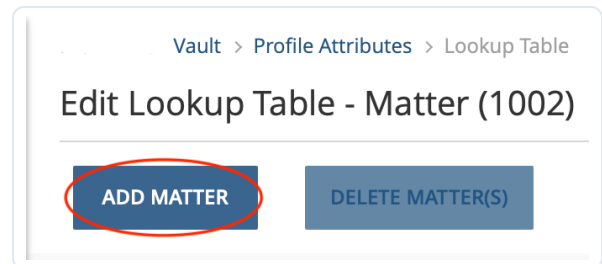 Vault > Profile Attributes > Lookup Table
Edit Lookup Table - Matter (1002)
ADD MATTER DELETE MATTER(S)